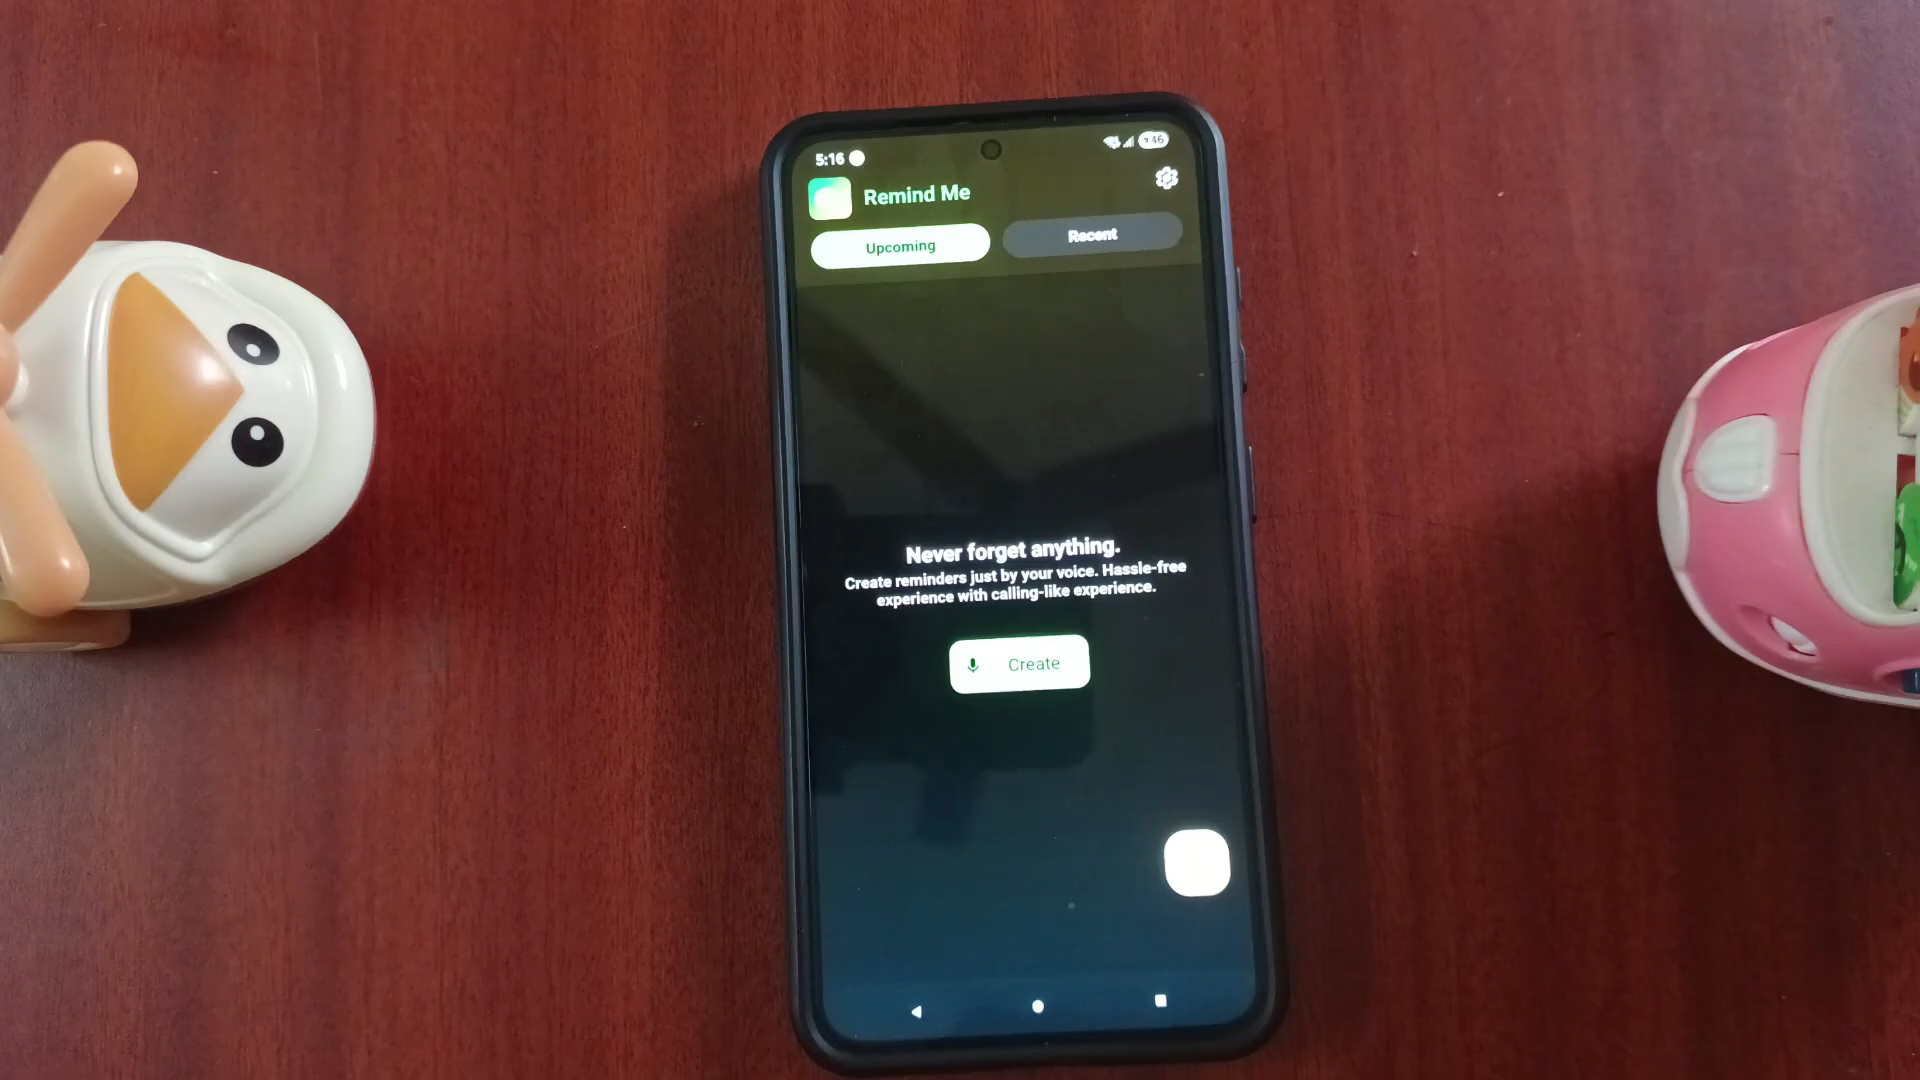 5:16
46
Remind Me
Upcoming
Recent
Never forget anything.
Create reminders just by your voice. Hassle-free
experience with calling-like experience.
Create